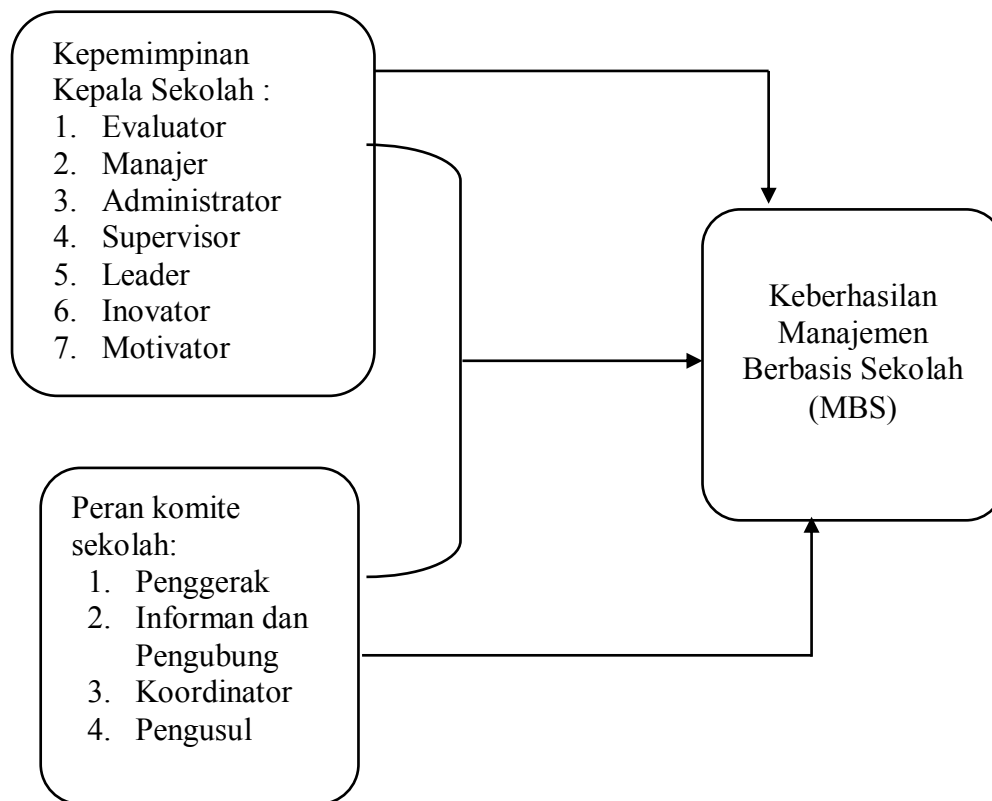 Kepemimpinan
Kepala Sekolah :
1. Evaluator
2. Manajer
3. Administrator
4. Supervisor
5. Leader
6. Inovator
7. Motivator
Keberhasilan
Manajemen
Berbasis Sekolah
(MBS)
Peran komite
sekolah:
1. Penggerak
2. Informan dan
Pengubung
3. Koordinator
4. Pengusul